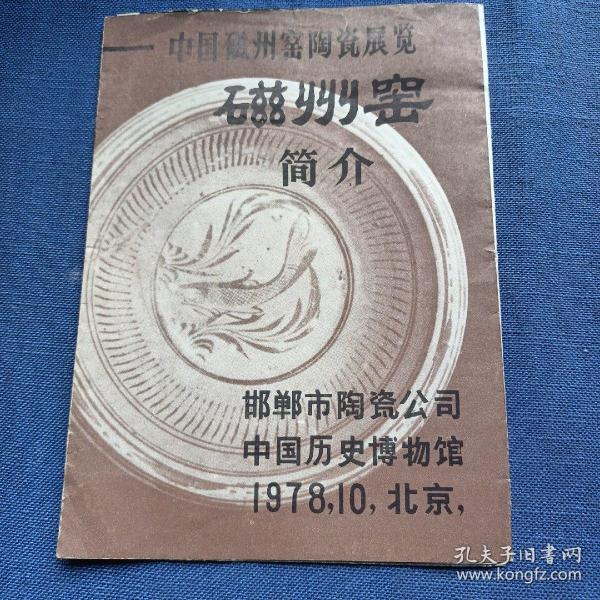 中国磁州窑陶瓷展览
磁州窑
简介
邯郸市陶瓷公司
中国历史博物馆
1978,10,北京,
孔夫子旧书网
www.kongfz.com